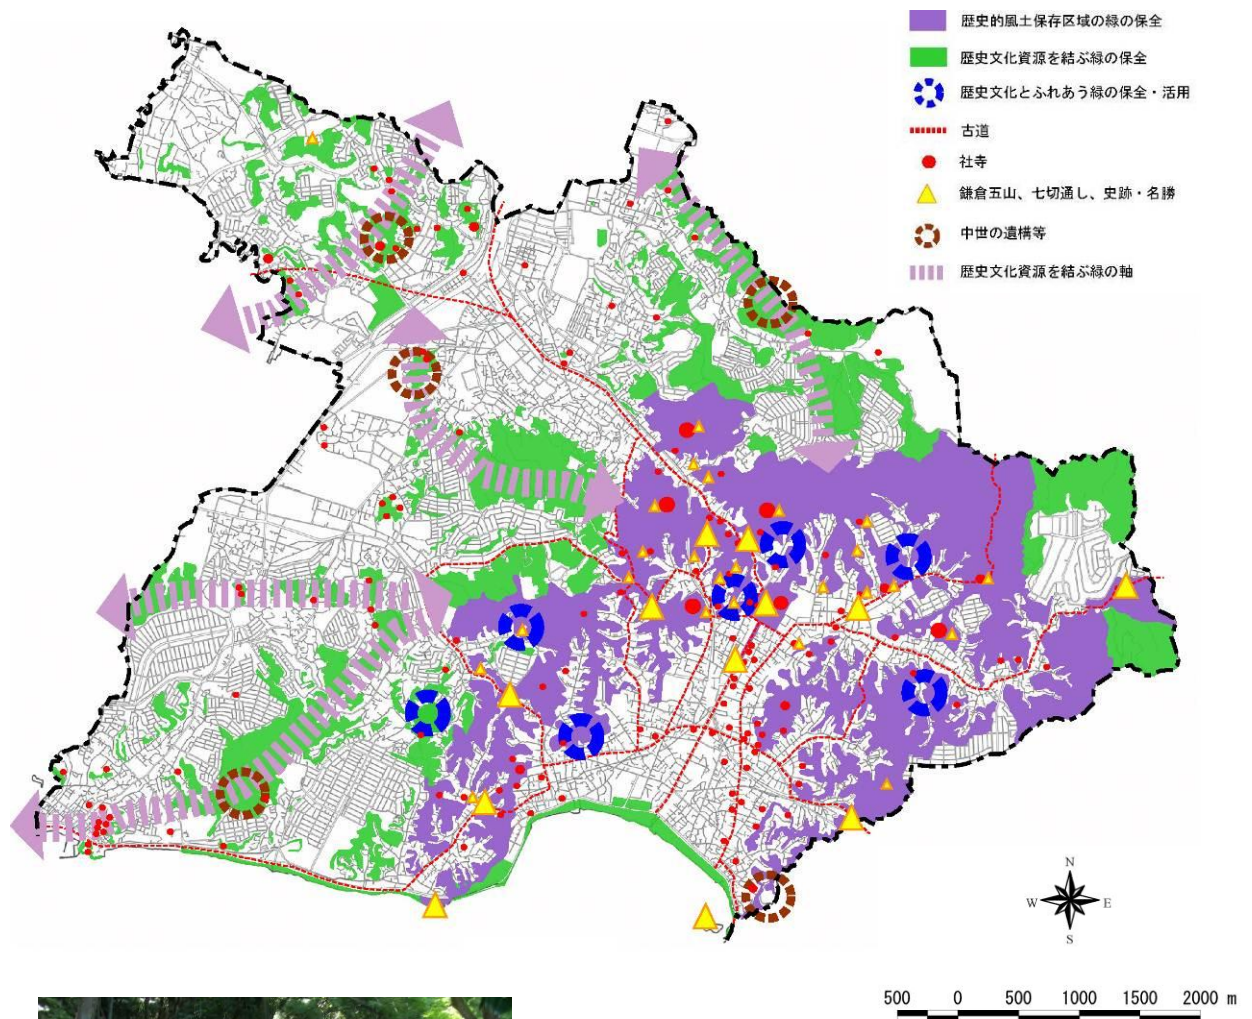 歴史的風土保存区域の緑の保全
歴史文化資源を結ぶ緑の保全
歴史文化とふれあう緑の保全・活用
古道
社寺
鎌倉五山、七切通し、史跡・名勝
中世の遺構等
歴史文化資源を結ぶ緑の軸
N
W E
S
500 0 500 1000 1500 2000 m